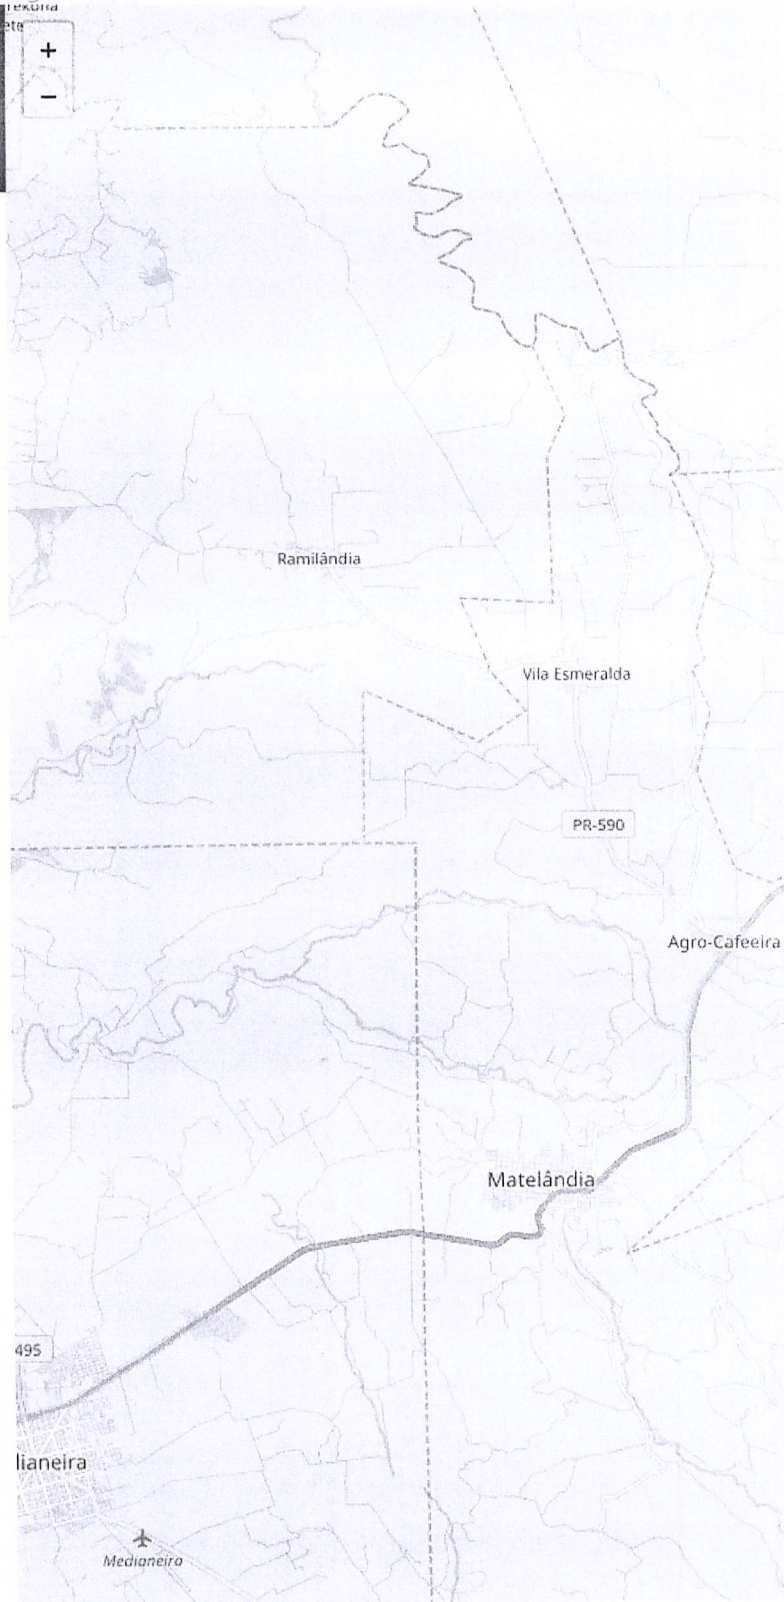 +
−
Ramilândia
Vila Esmeralda
PR-590
Agro-Cafeeira
Matelândia
495
lianeira
Medianeira